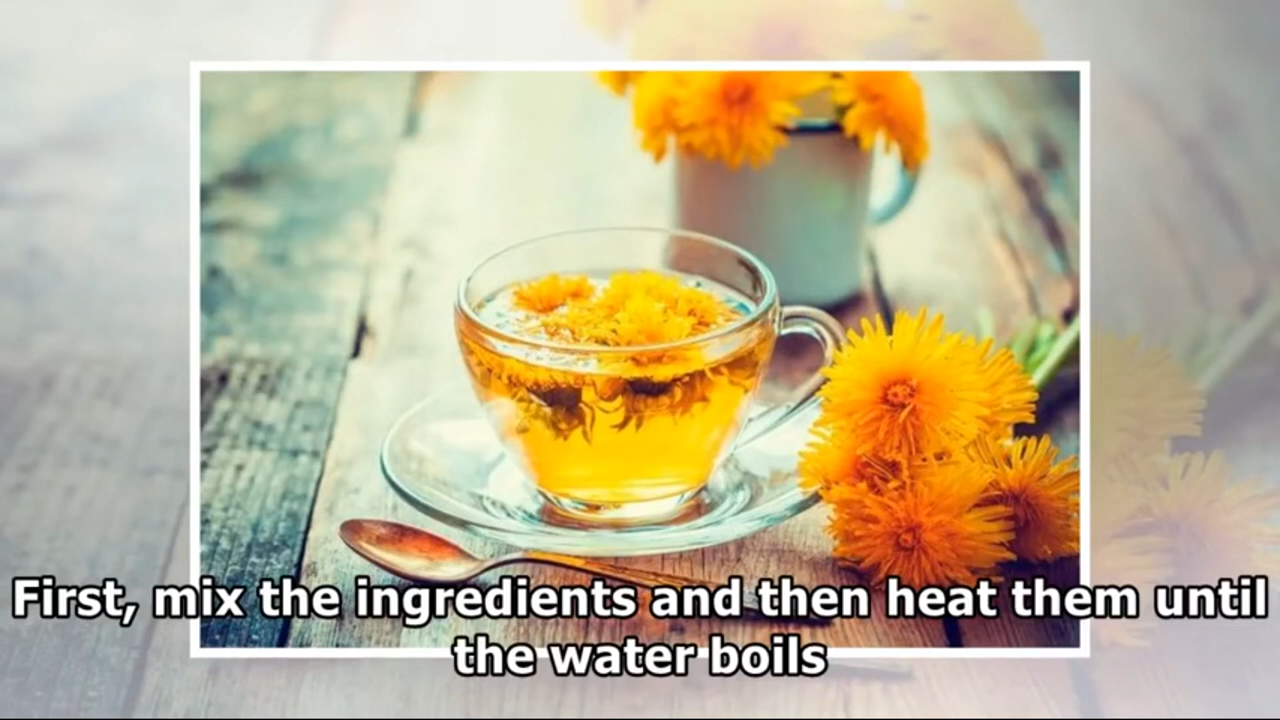 First, mix the ingredients and then heat them until
the water boils